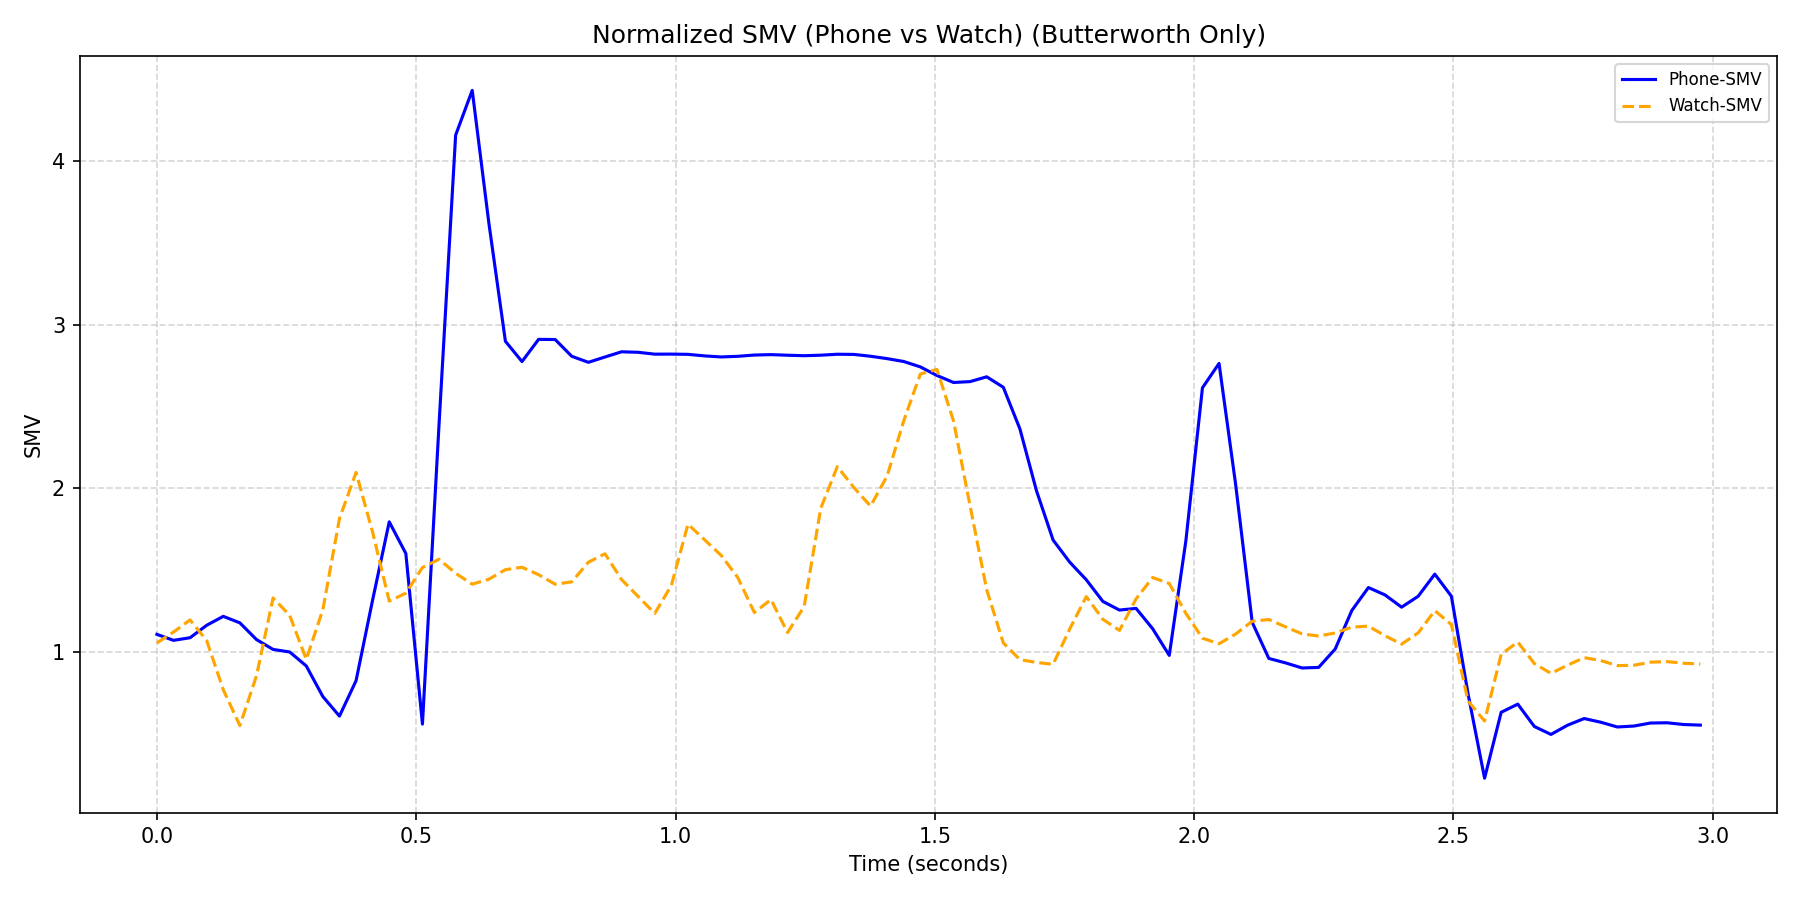 Normalized SMV (Phone vs Watch) (Butterworth Only)
Phone-SMV
Watch-SMV
SMV
4
3
2
1
0.0 0.5 1.0 1.5 2.0 2.5 3.0
Time (seconds)